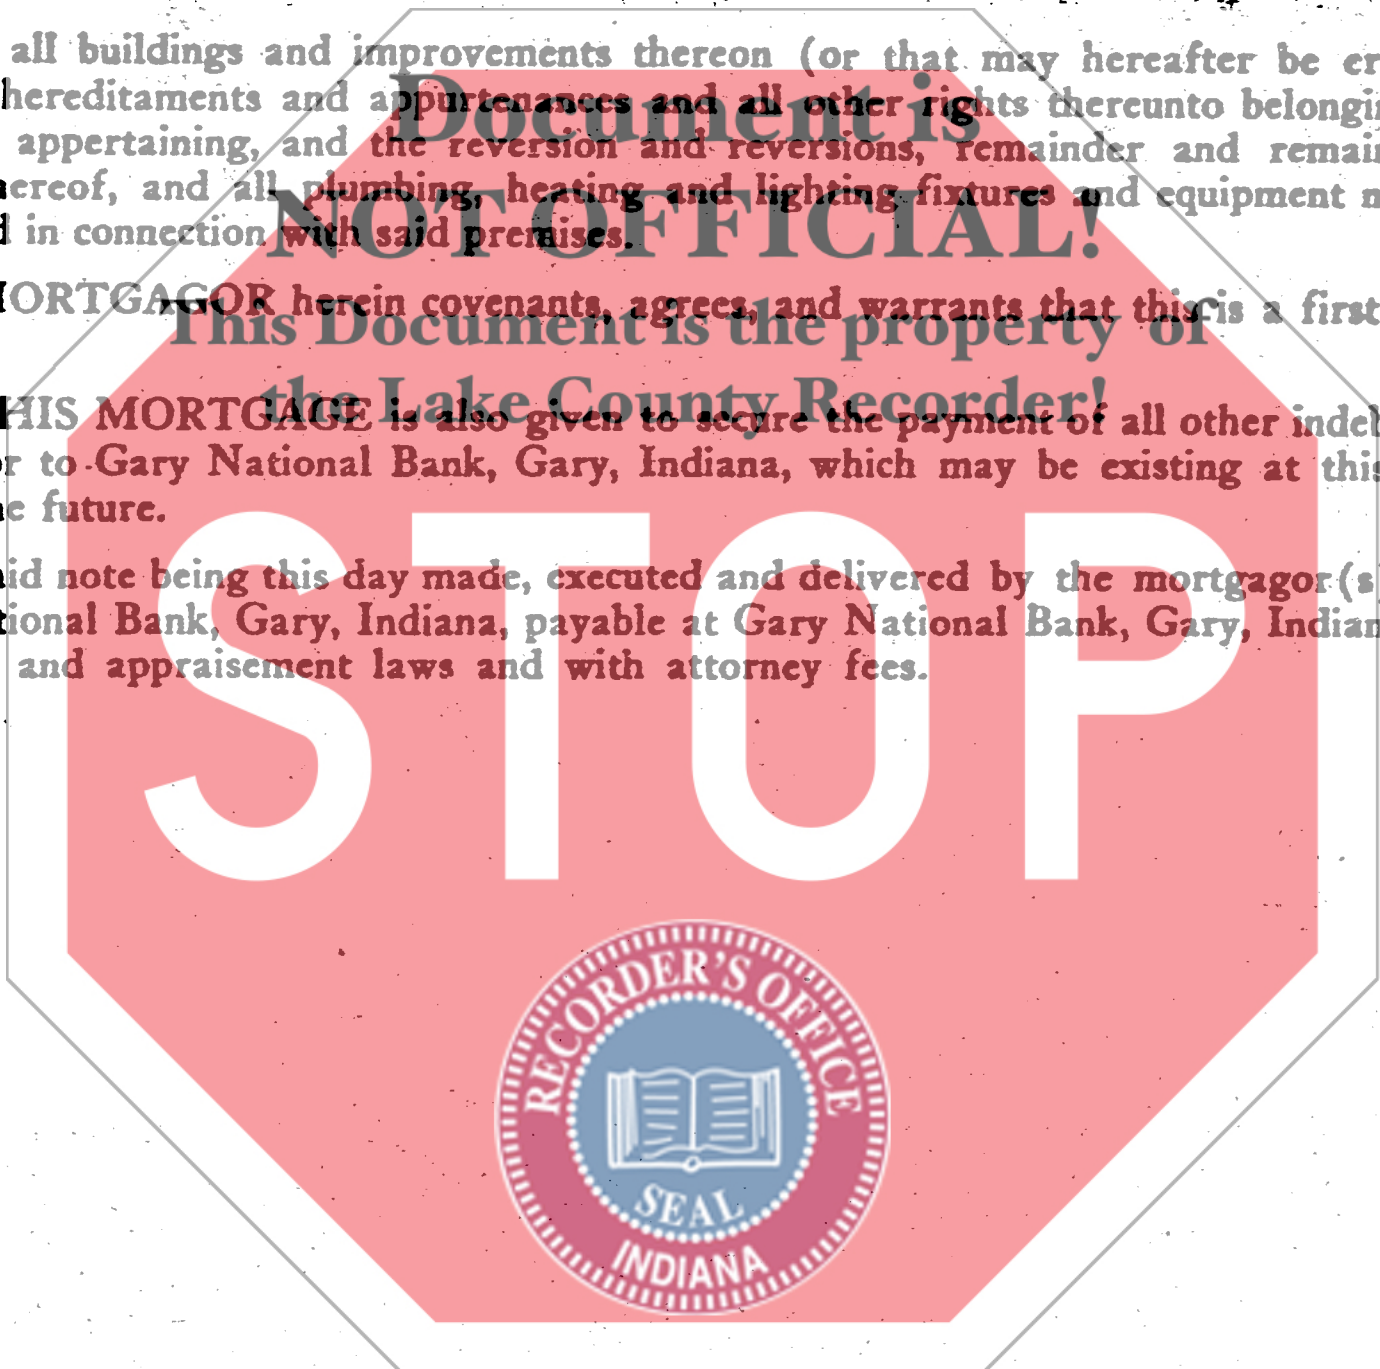 all buildings and improvements thereon (or that may hereafter be er
hereditaments and appurtenances and all other rights thereunto belongin
appertaining, and the reversion and reversions, remainder and remain
ereof, and all plumbing, heating and lighting fixtures and equipment n
d in connection with said premises.
ORTGAGOR herein covenants, agrees, and warrants that this is a first
HIS MORTGAGE is also given to secure the payment of all other indeb
r to Gary National Bank, Gary, Indiana, which may be existing at this
e future.
id note being this day made, executed and delivered by the mortgagor(s
tional Bank, Gary, Indiana, payable at Gary National Bank, Gary, Indian
and appraisement laws and with attorney fees.
Document is
NOT OFFICIAL!
This Document is the property of
the Lake County Recorder!
STOP
RECORDER'S OFFICE
SEAL
INDIANA